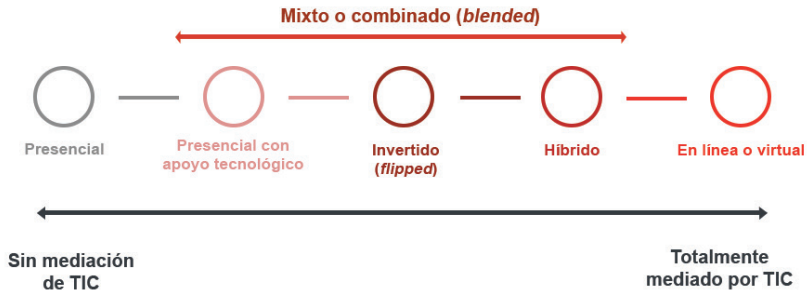 Mixto o combinado (blended)
Presencial
Presencial con
apoyo tecnológico
Invertido
(flipped)
Híbrido
En línea o virtual
Sin mediación
de TIC
Totalmente
mediado por TIC